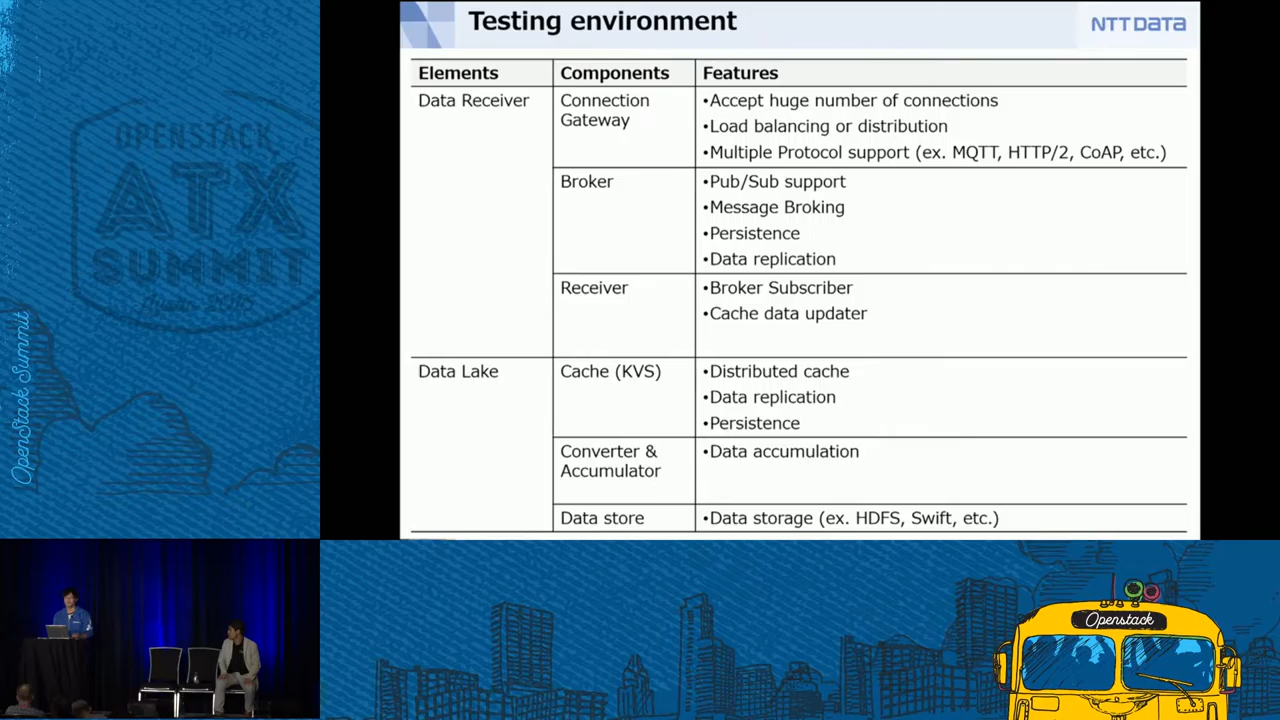 Testing environment
NTT DATA
Elements Components Features
Data Receiver Connection Gateway
•Accept huge number of connections
•Load balancing or distribution
•Multiple Protocol support (ex. MQTT, HTTP/2, CoAP, etc.)
Broker
•Pub/Sub support
•Message Broking
•Persistence
•Data replication
Receiver
•Broker Subscriber
•Cache data updater
Data Lake Cache (KVS)
•Distributed cache
•Data replication
•Persistence
Converter &
Accumulator
•Data accumulation
Data store •Data storage (ex. HDFS, Swift, etc.)
OPENSTACK
ATX
SUMMIT
OpenStack Summit
Openstack